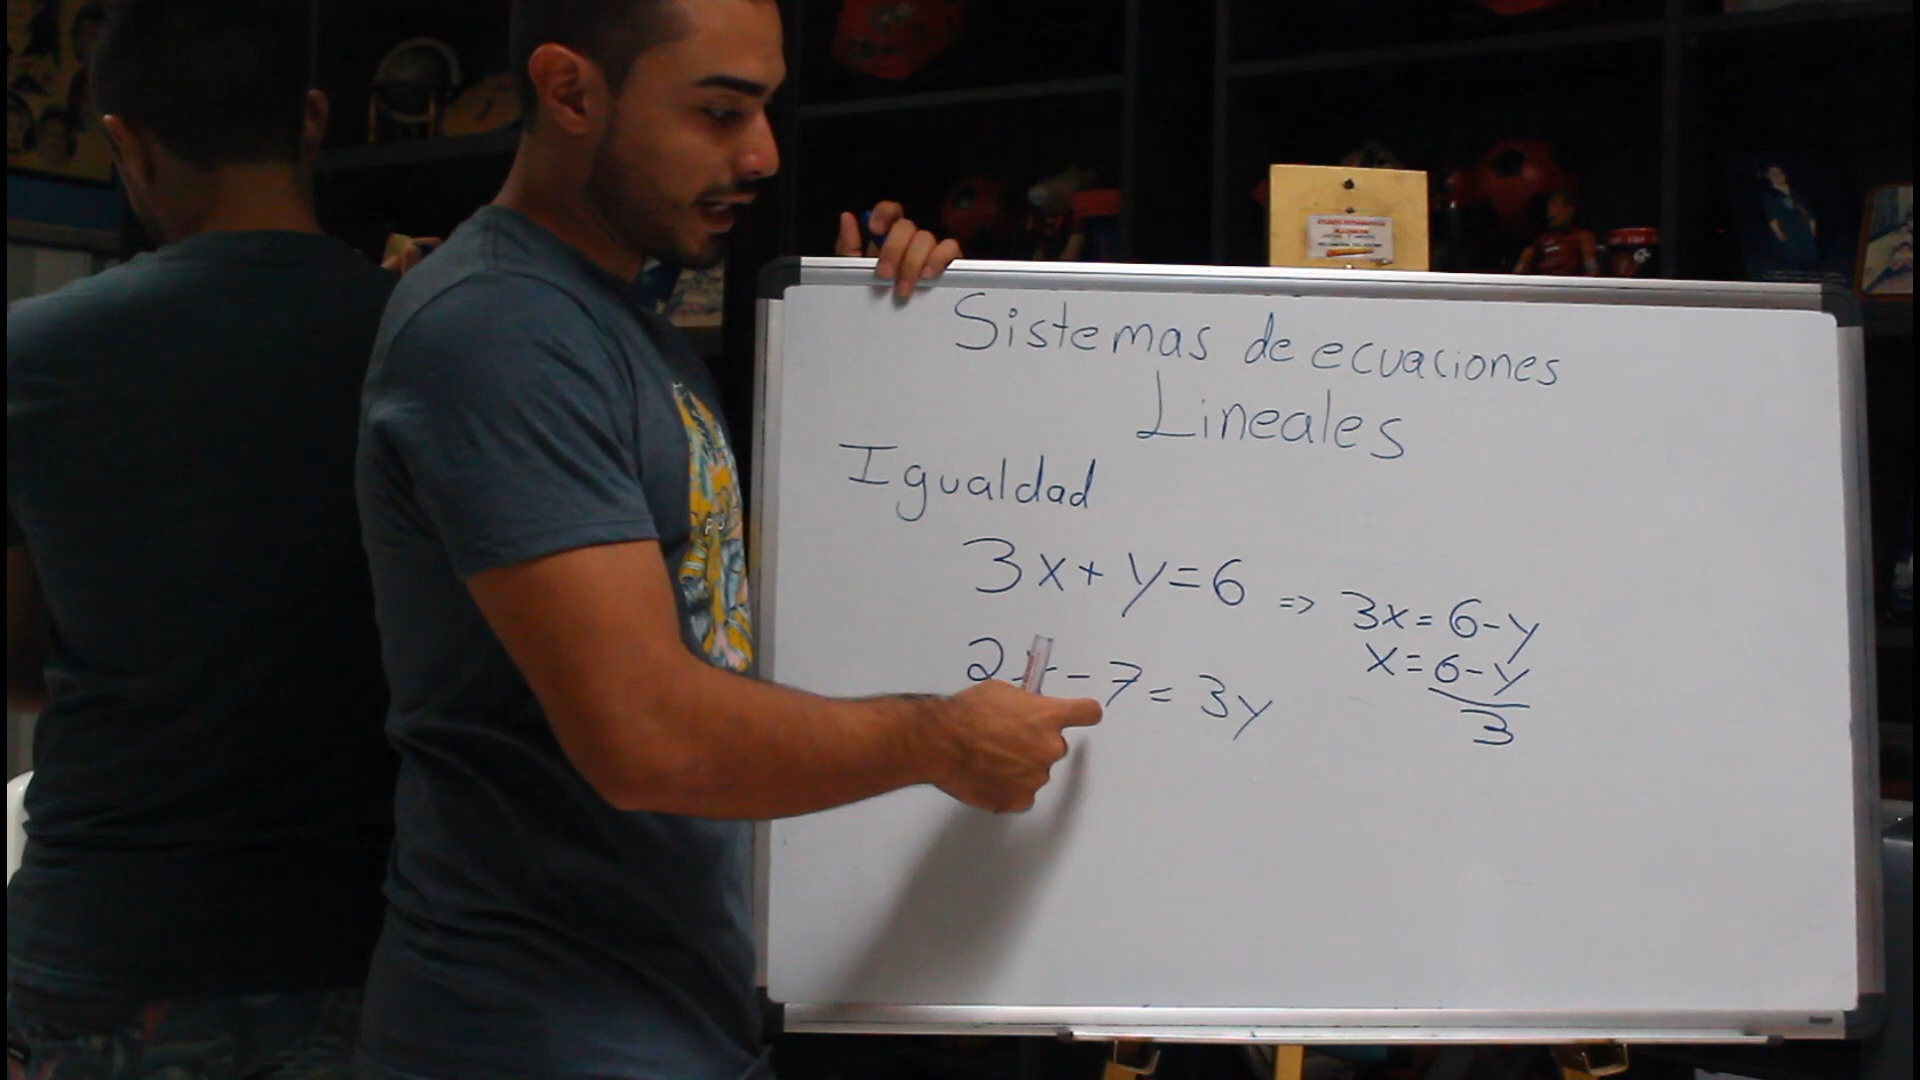 Sistemas de ecuaciones
Lineales
Igualdad
3x + y = 6 => 3x = 6 - y
x = 6 - y
3
2x - 7 = 3y